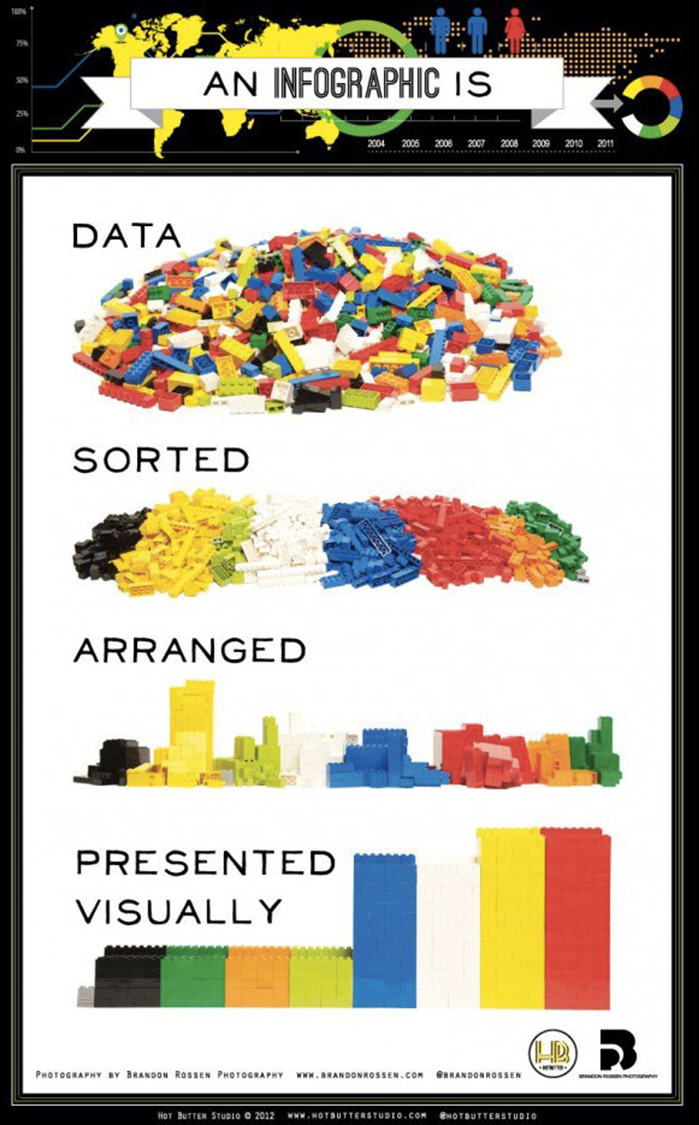 100%
75%
50%
25%
0%
AN INFOGRAPHIC IS
2004 2005 2006 2007 2008 2009 2010 2011
DATA
SORTED
ARRANGED
PRESENTED
VISUALLY
HB
HOTBUTTER
BRANDON ROSSEN PHOTOGRAPHY
PHOTOGRAPHY BY BRANDON ROSSEN PHOTOGRAPHY WWW.BRANDONROSSEN.COM @BRANDONROSSEN
HOT BUTTER STUDIO © 2012 WWW.HOTBUTTERSTUDIO.COM @HOTBUTTERSTUDIO